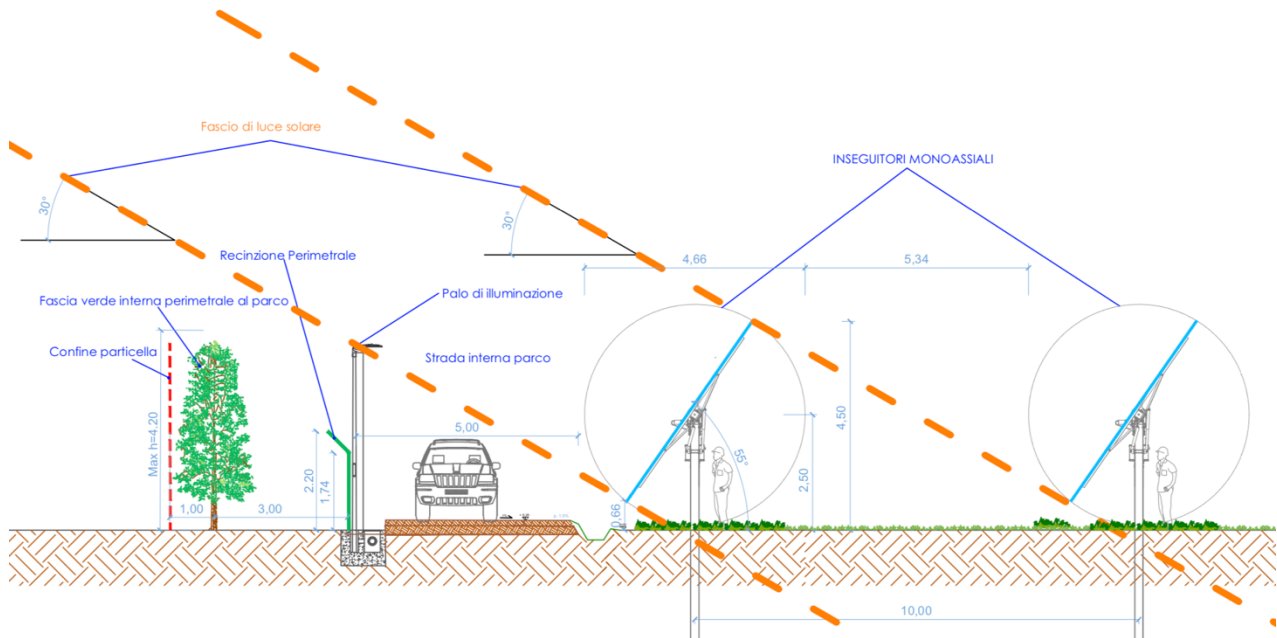 Fascio di luce solare
INSEGUITORI MONOASSIALI
30°
30°
Recinzione Perimetrale
4,66
5,34
Fascia verde interna perimetrale al parco
Palo di illuminazione
Confine particella
Strada interna parco
Max h=4.20
5,00
4,50
55°
2,50
2,20
1,74
1,00
3,00
0,66
10,00